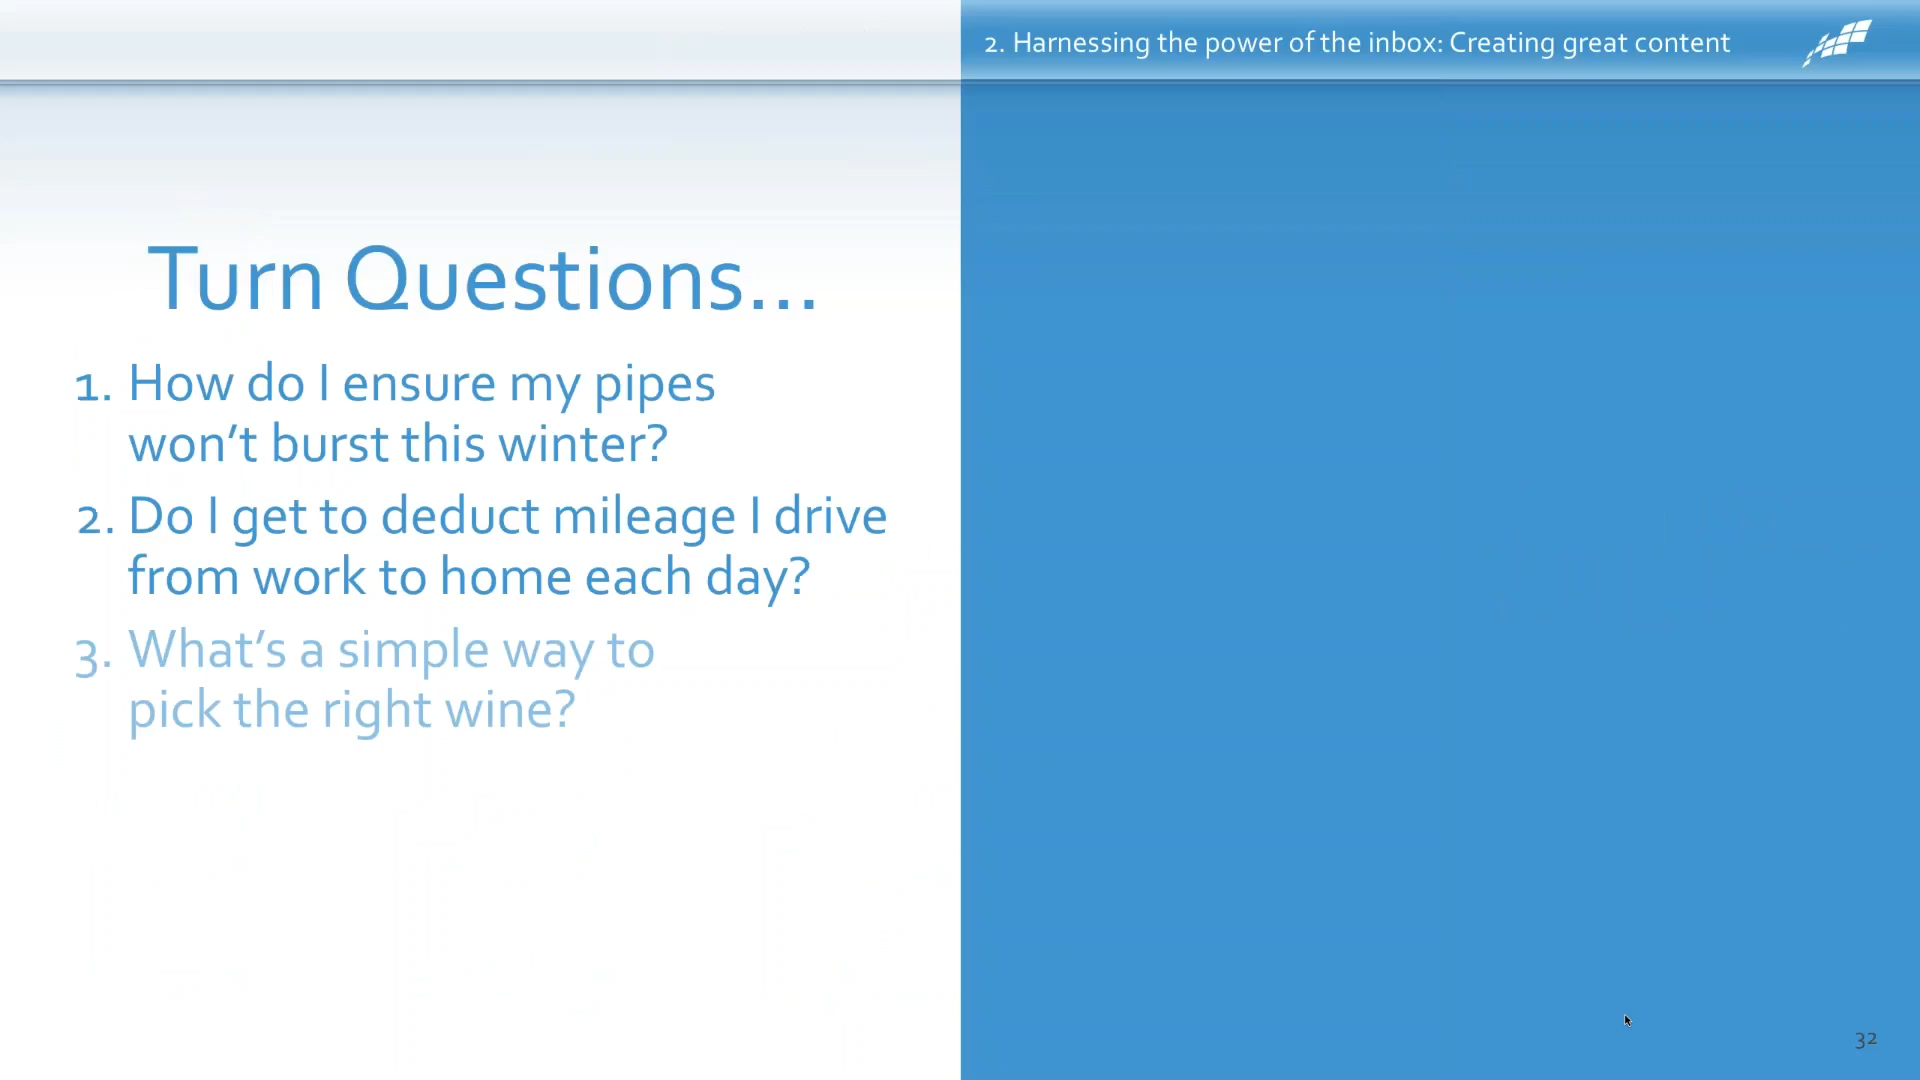 2. Harnessing the power of the inbox: Creating great content
Turn Questions...
1. How do I ensure my pipes
won’t burst this winter?
2. Do I get to deduct mileage I drive
from work to home each day?
3. What’s a simple way to
pick the right wine?
32